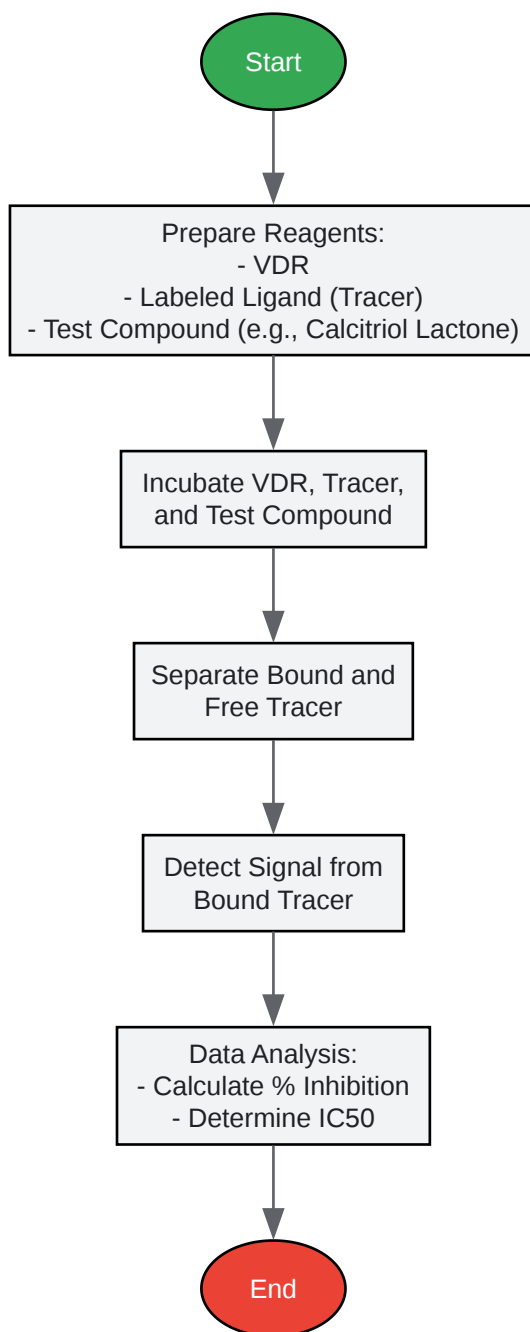 Start
Prepare Reagents:
- VDR
- Labeled Ligand (Tracer)
- Test Compound (e.g., Calcitriol Lactone)
Incubate VDR, Tracer,
and Test Compound
Separate Bound and
Free Tracer
Detect Signal from
Bound Tracer
Data Analysis:
- Calculate % Inhibition
- Determine IC50
End